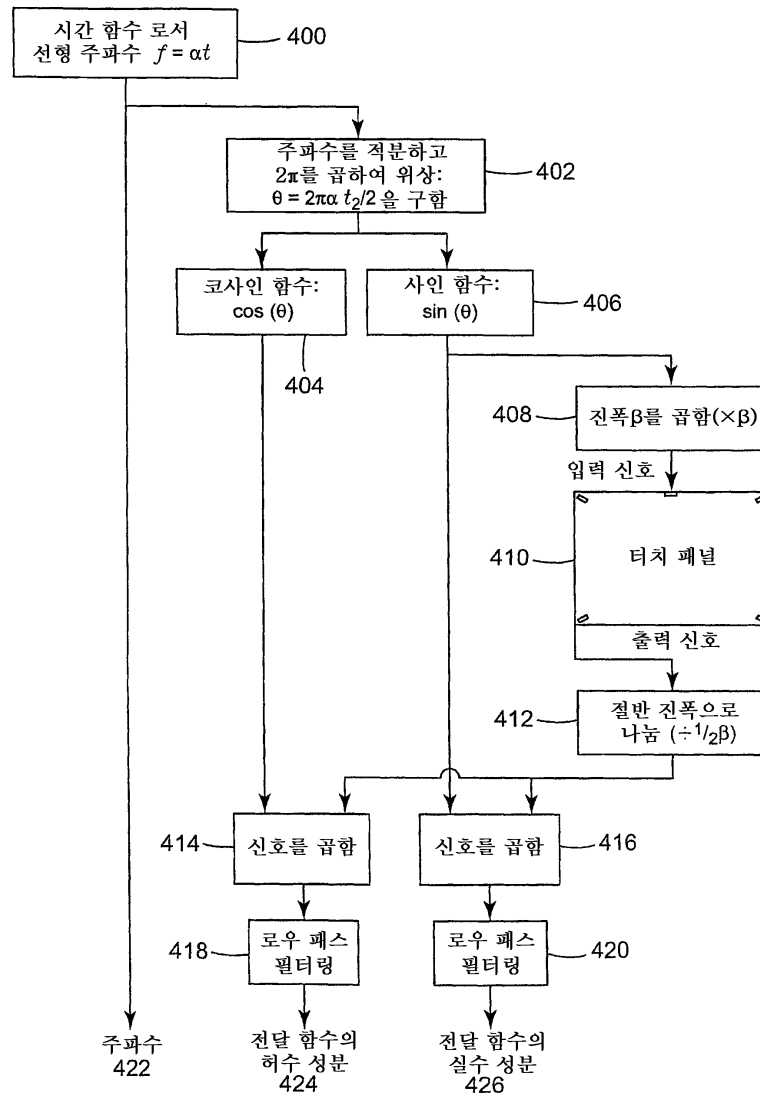 시간 함수 로서
선형 주파수 f = αt
400
주파수를 적분하고
2π를 곱하여 위상:
θ = 2πα t₂/2 을 구함
402
코사인 함수:
cos (θ)
404
사인 함수:
sin (θ)
406
408
진폭β를 곱함(×β)
입력 신호
410
터치 패널
출력 신호
412
절반 진폭으로
나눔 (÷¹/₂β)
414
신호를 곱함
신호를 곱함
416
418
로우 패스
필터링
로우 패스
필터링
420
주파수
422
전달 함수의
허수 성분
424
전달 함수의
실수 성분
426